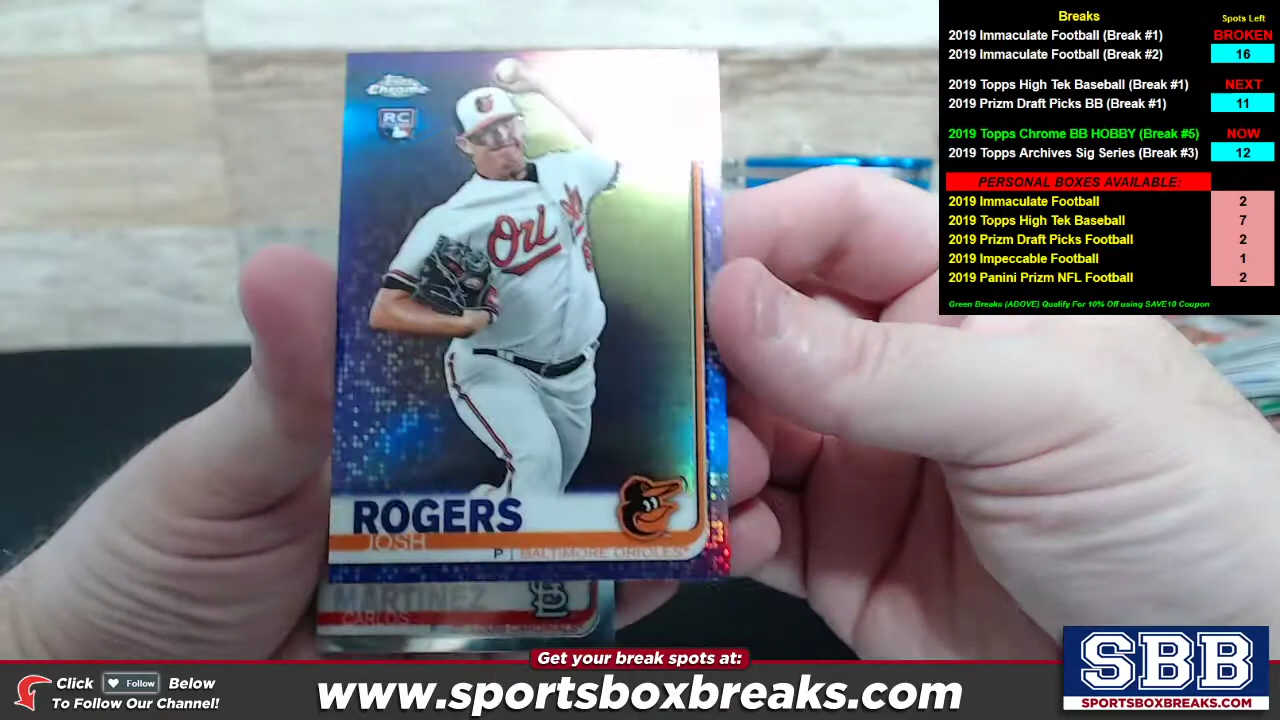 Breaks
Spots Left
2019 Immaculate Football (Break #1) BROKEN
2019 Immaculate Football (Break #2) 16
2019 Topps High Tek Baseball (Break #1) NEXT
2019 Prizm Draft Picks BB (Break #1) 11
2019 Topps Chrome BB HOBBY (Break #5) NOW
2019 Topps Archives Sig Series (Break #3) 12
PERSONAL BOXES AVAILABLE:
2019 Immaculate Football 2
2019 Topps High Tek Baseball 7
2019 Prizm Draft Picks Football 2
2019 Impeccable Football 1
2019 Panini Prizm NFL Football 2
Green Breaks (ABOVE) Qualify For 10% Off using SAVE10 Coupon
Topps
Chrome
RC
Ori
ROGERS
JOSH
P | BALTIMORE ORIOLES
MARTINEZ
CARLOS
Get your break spots at:
Click Follow Below
To Follow Our Channel!
www.sportsboxbreaks.com
SBB
SPORTSBOXBREAKS.COM